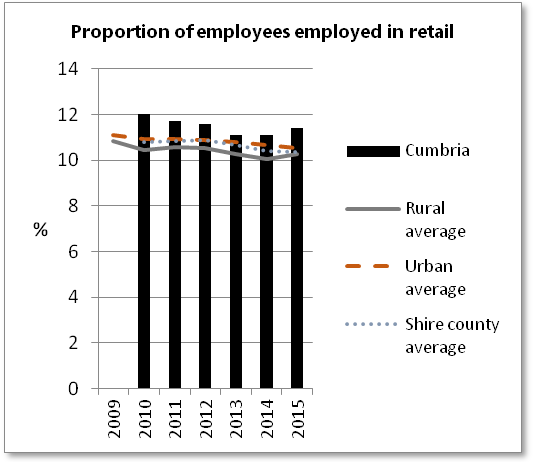 Proportion of employees employed in retail
14
12
10
8
6
4
2
0
%
2009
2010
2011
2012
2013
2014
2015
Cumbria
Rural
average
Urban
average
Shire county
average